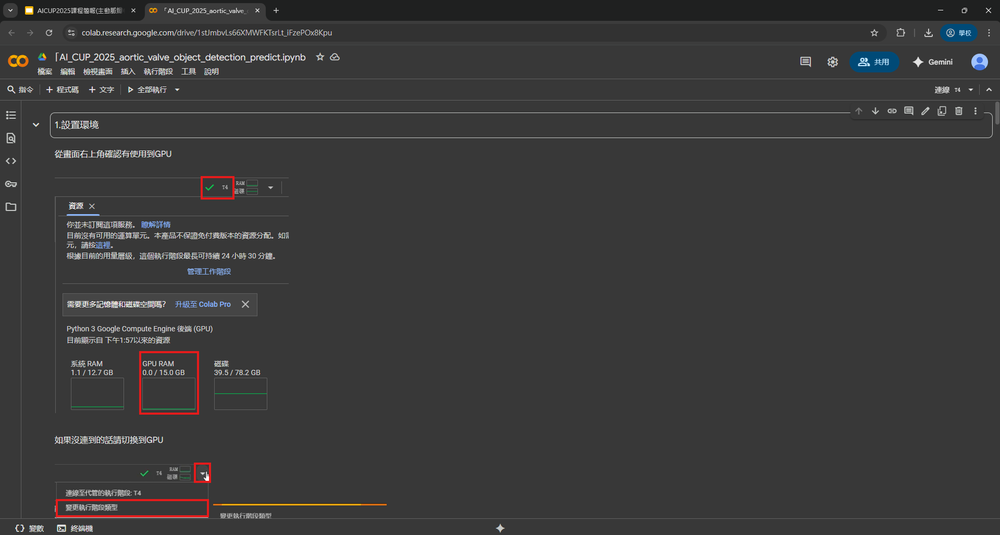 AICUP2025課程簡報(主動脈瓣
「AI_CUP_2025_aortic_valve_
colab.research.google.com/drive/1stJmbvLs66XMWFKTsrLt_iFzePOx8Kpu
學校
「AI_CUP_2025_aortic_valve_object_detection_predict.ipynb
檔案 編輯 檢視畫面 插入 執行階段 工具 說明
共用
Gemini
指令 + 程式碼 + 文字 全部執行
連線 T4
1.設置環境
從畫面右上角確認有使用到GPU
T4 RAM
磁碟
資源
你並未訂閱這項服務。瞭解詳情
目前沒有可用的運算單元。本產品不保證免付費版本的資源分配。如需
元，請按這裡。
根據目前的用量層級，這個執行階段最長可持續 24 小時 30 分鐘。
管理工作階段
需要更多記憶體和磁碟空間嗎？ 升級至 Colab Pro
Python 3 Google Compute Engine 後端 (GPU)
目前顯示自 下午1:57以來的資源
系統 RAM
1.1 / 12.7 GB
GPU RAM
0.0 / 15.0 GB
磁碟
39.5 / 78.2 GB
如果沒連到的話請切換到GPU
T4 RAM
磁碟
連線至代管的執行階段: T4
變更執行階段類型
變更執行階段類型
變數 終端機